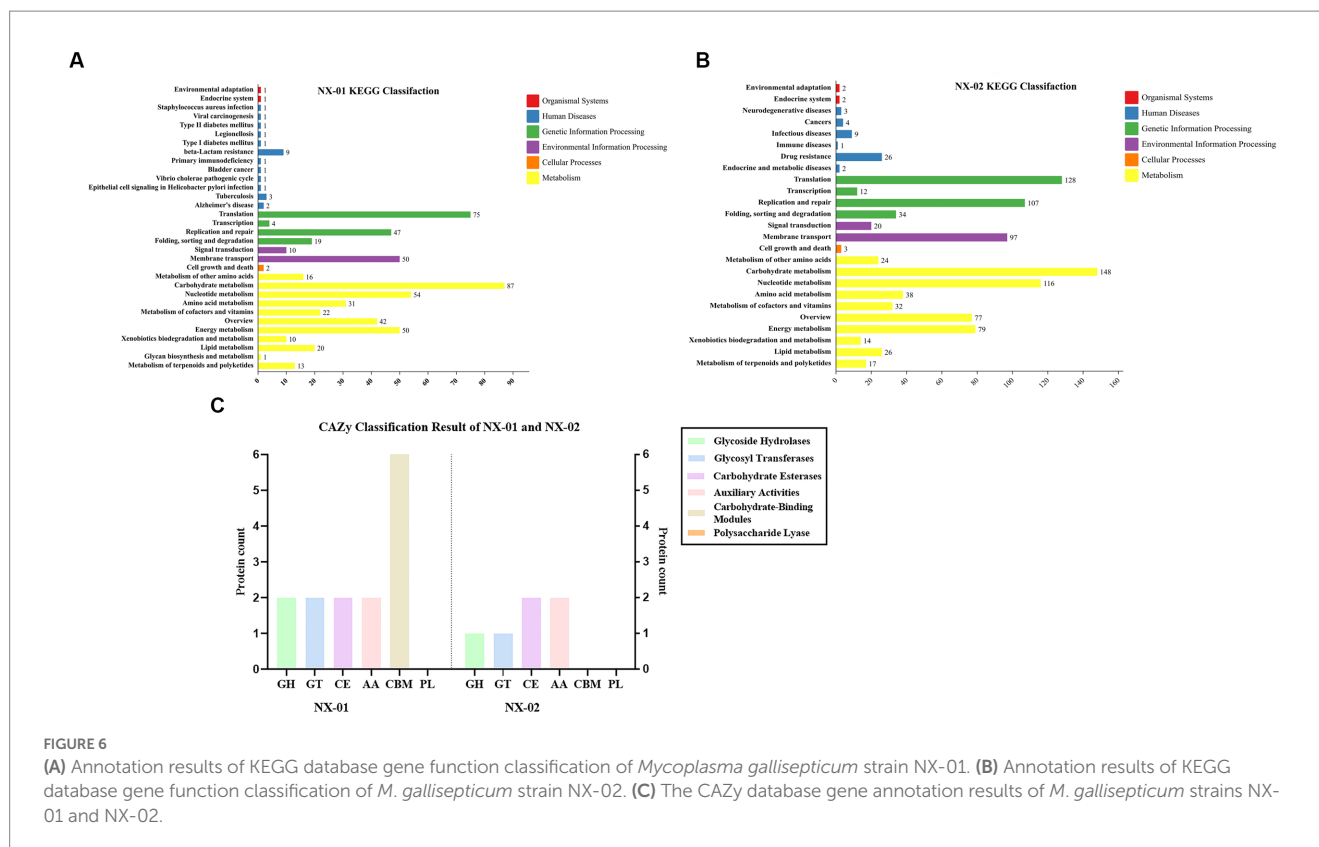 A
NX-01 KEGG Classifaction
Environmental adaptation 1
Endocrine system 1
Staphylococcus aureus infection 1
Viral carcinogenesis 1
Type II diabetes mellitus 1
Legionellosis 1
Type I diabetes mellitus 1
beta-Lactam resistance 9
Primary immunodeficiency 1
Bladder cancer 1
Vibrio cholerae pathogenic cycle 1
Epithelial cell signaling in Helicobacter pylori infection 1
Tuberculosis 3
Alzheimer's disease 2
Translation 75
Transcription 4
Replication and repair 47
Folding, sorting and degradation 19
Signal transduction 10
Membrane transport 50
Cell growth and death 2
Metabolism of other amino acids 16
Carbohydrate metabolism 87
Nucleotide metabolism 54
Amino acid metabolism 31
Metabolism of cofactors and vitamins 22
Overview 42
Energy metabolism 50
Xenobiotics biodegradation and metabolism 10
Lipid metabolism 20
Glycan biosynthesis and metabolism 1
Metabolism of terpenoids and polyketides 13
0 10 20 30 40 50 60 70 80 90
Organismal Systems
Human Diseases
Genetic Information Processing
Environmental Information Processing
Cellular Processes
Metabolism
B
NX-02 KEGG Classifaction
Environmental adaptation 2
Endocrine system 2
Neurodegenerative diseases 3
Cancers 4
Infectious diseases 9
Immune diseases 1
Drug resistance 26
Endocrine and metabolic diseases 2
Translation 128
Transcription 12
Replication and repair 107
Folding, sorting and degradation 34
Signal transduction 20
Membrane transport 97
Cell growth and death 3
Metabolism of other amino acids 24
Carbohydrate metabolism 148
Nucleotide metabolism 116
Amino acid metabolism 38
Metabolism of cofactors and vitamins 32
Overview 77
Energy metabolism 79
Xenobiotics biodegradation and metabolism 14
Lipid metabolism 26
Metabolism of terpenoids and polyketides 17
0 20 40 60 80 100 120 140 160
Organismal Systems
Human Diseases
Genetic Information Processing
Environmental Information Processing
Cellular Processes
Metabolism
C
CAZy Classification Result of NX-01 and NX-02
Protein count
6
5
4
3
2
1
0
GH GT CE AA CBM PL GH GT CE AA CBM PL
NX-01 NX-02
6
5
4
3
2
1
0
Protein count
Glycoside Hydrolases
Glycosyl Transferases
Carbohydrate Esterases
Auxiliary Activities
Carbohydrate-Binding
Modules
Polysaccharide Lyase
FIGURE 6
(A) Annotation results of KEGG database gene function classification of Mycoplasma gallisepticum strain NX-01. (B) Annotation results of KEGG
database gene function classification of M. gallisepticum strain NX-02. (C) The CAZy database gene annotation results of M. gallisepticum strains NX-
01 and NX-02.